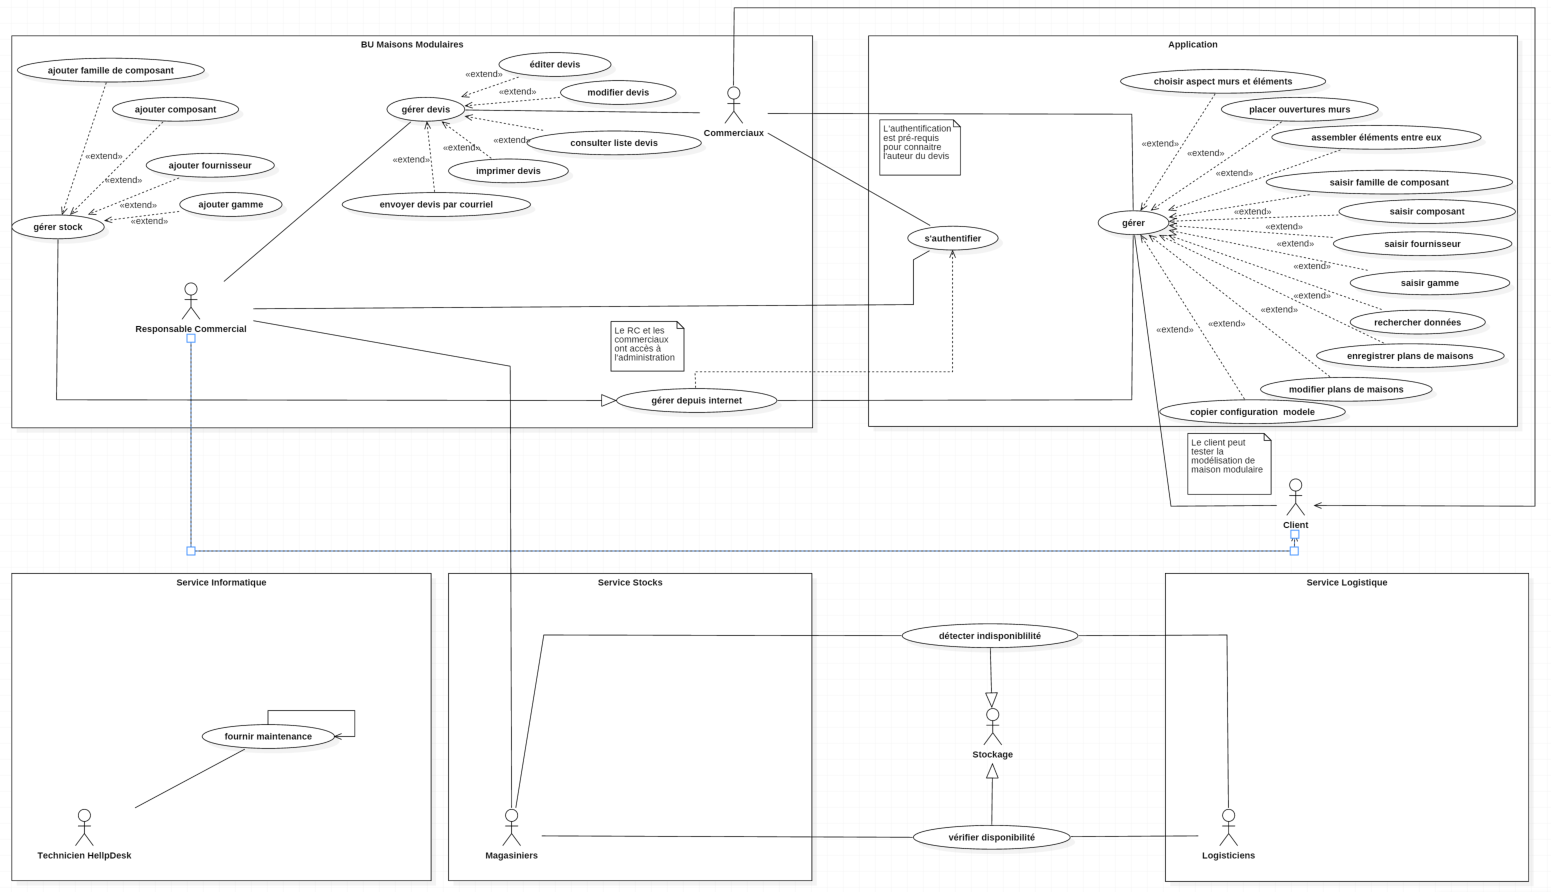 BU Maisons Modulaires
ajouter famille de composant
ajouter composant
ajouter fournisseur
ajouter gamme
gérer stock
«extend»
«extend»
«extend»
«extend»
éditer devis
modifier devis
gérer devis
consulter liste devis
imprimer devis
envoyer devis par courriel
«extend»
«extend»
«extend»
«extend»
«extend»
Commerciaux
Responsable Commercial
Le RC et les
commerciaux
ont accès à
l'administration
gérer depuis internet
L'authentification
est pré-requis
pour connaitre
l'auteur du devis
s'authentifier
Application
choisir aspect murs et éléments
placer ouvertures murs
assembler éléments entre eux
saisir famille de composant
saisir composant
saisir fournisseur
saisir gamme
rechercher données
enregistrer plans de maisons
modifier plans de maisons
copier configuration modele
gérer
«extend»
«extend»
«extend»
«extend»
«extend»
«extend»
«extend»
«extend»
«extend»
«extend»
«extend»
Le client peut
tester la
modélisation de
maison modulaire
Client
Service Informatique
fournir maintenance
Technicien HellpDesk
Service Stocks
Magasiniers
détecter indisponiblilité
Stockage
vérifier disponibilité
Service Logistique
Logisticiens